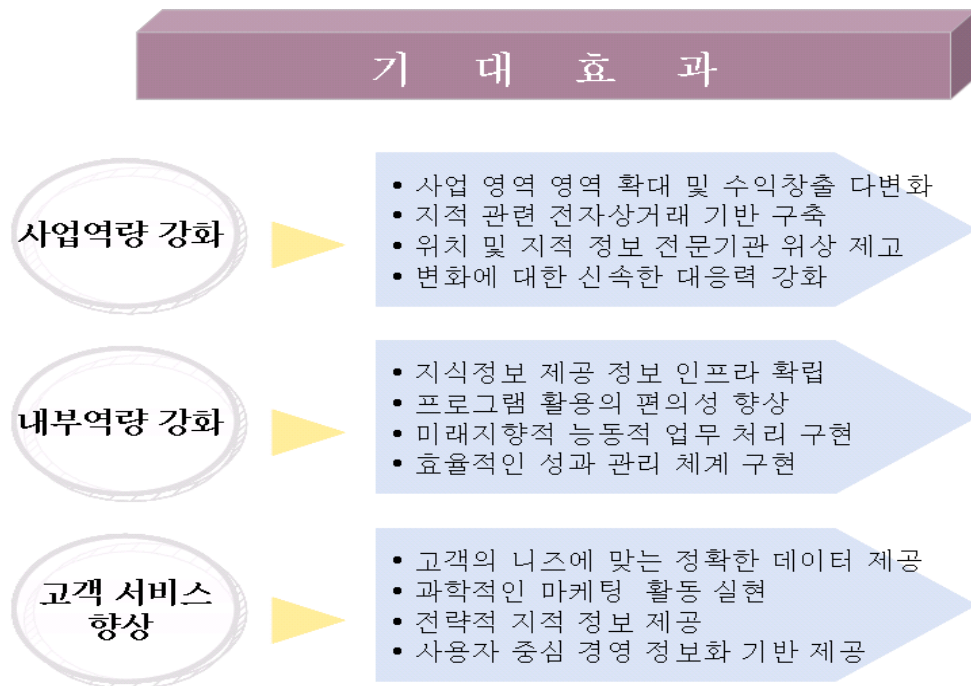 기 대 효 과
사업역량 강화
• 사업 영역 영역 확대 및 수익창출 다변화
• 지적 관련 전자상거래 기반 구축
• 위치 및 지적 정보 전문기관 위상 제고
• 변화에 대한 신속한 대응력 강화
내부역량 강화
• 지식정보 제공 정보 인프라 확립
• 프로그램 활용의 편의성 향상
• 미래지향적 능동적 업무 처리 구현
• 효율적인 성과 관리 체계 구현
고객 서비스
향상
• 고객의 니즈에 맞는 정확한 데이터 제공
• 과학적인 마케팅 활동 실현
• 전략적 지적 정보 제공
• 사용자 중심 경영 정보화 기반 제공